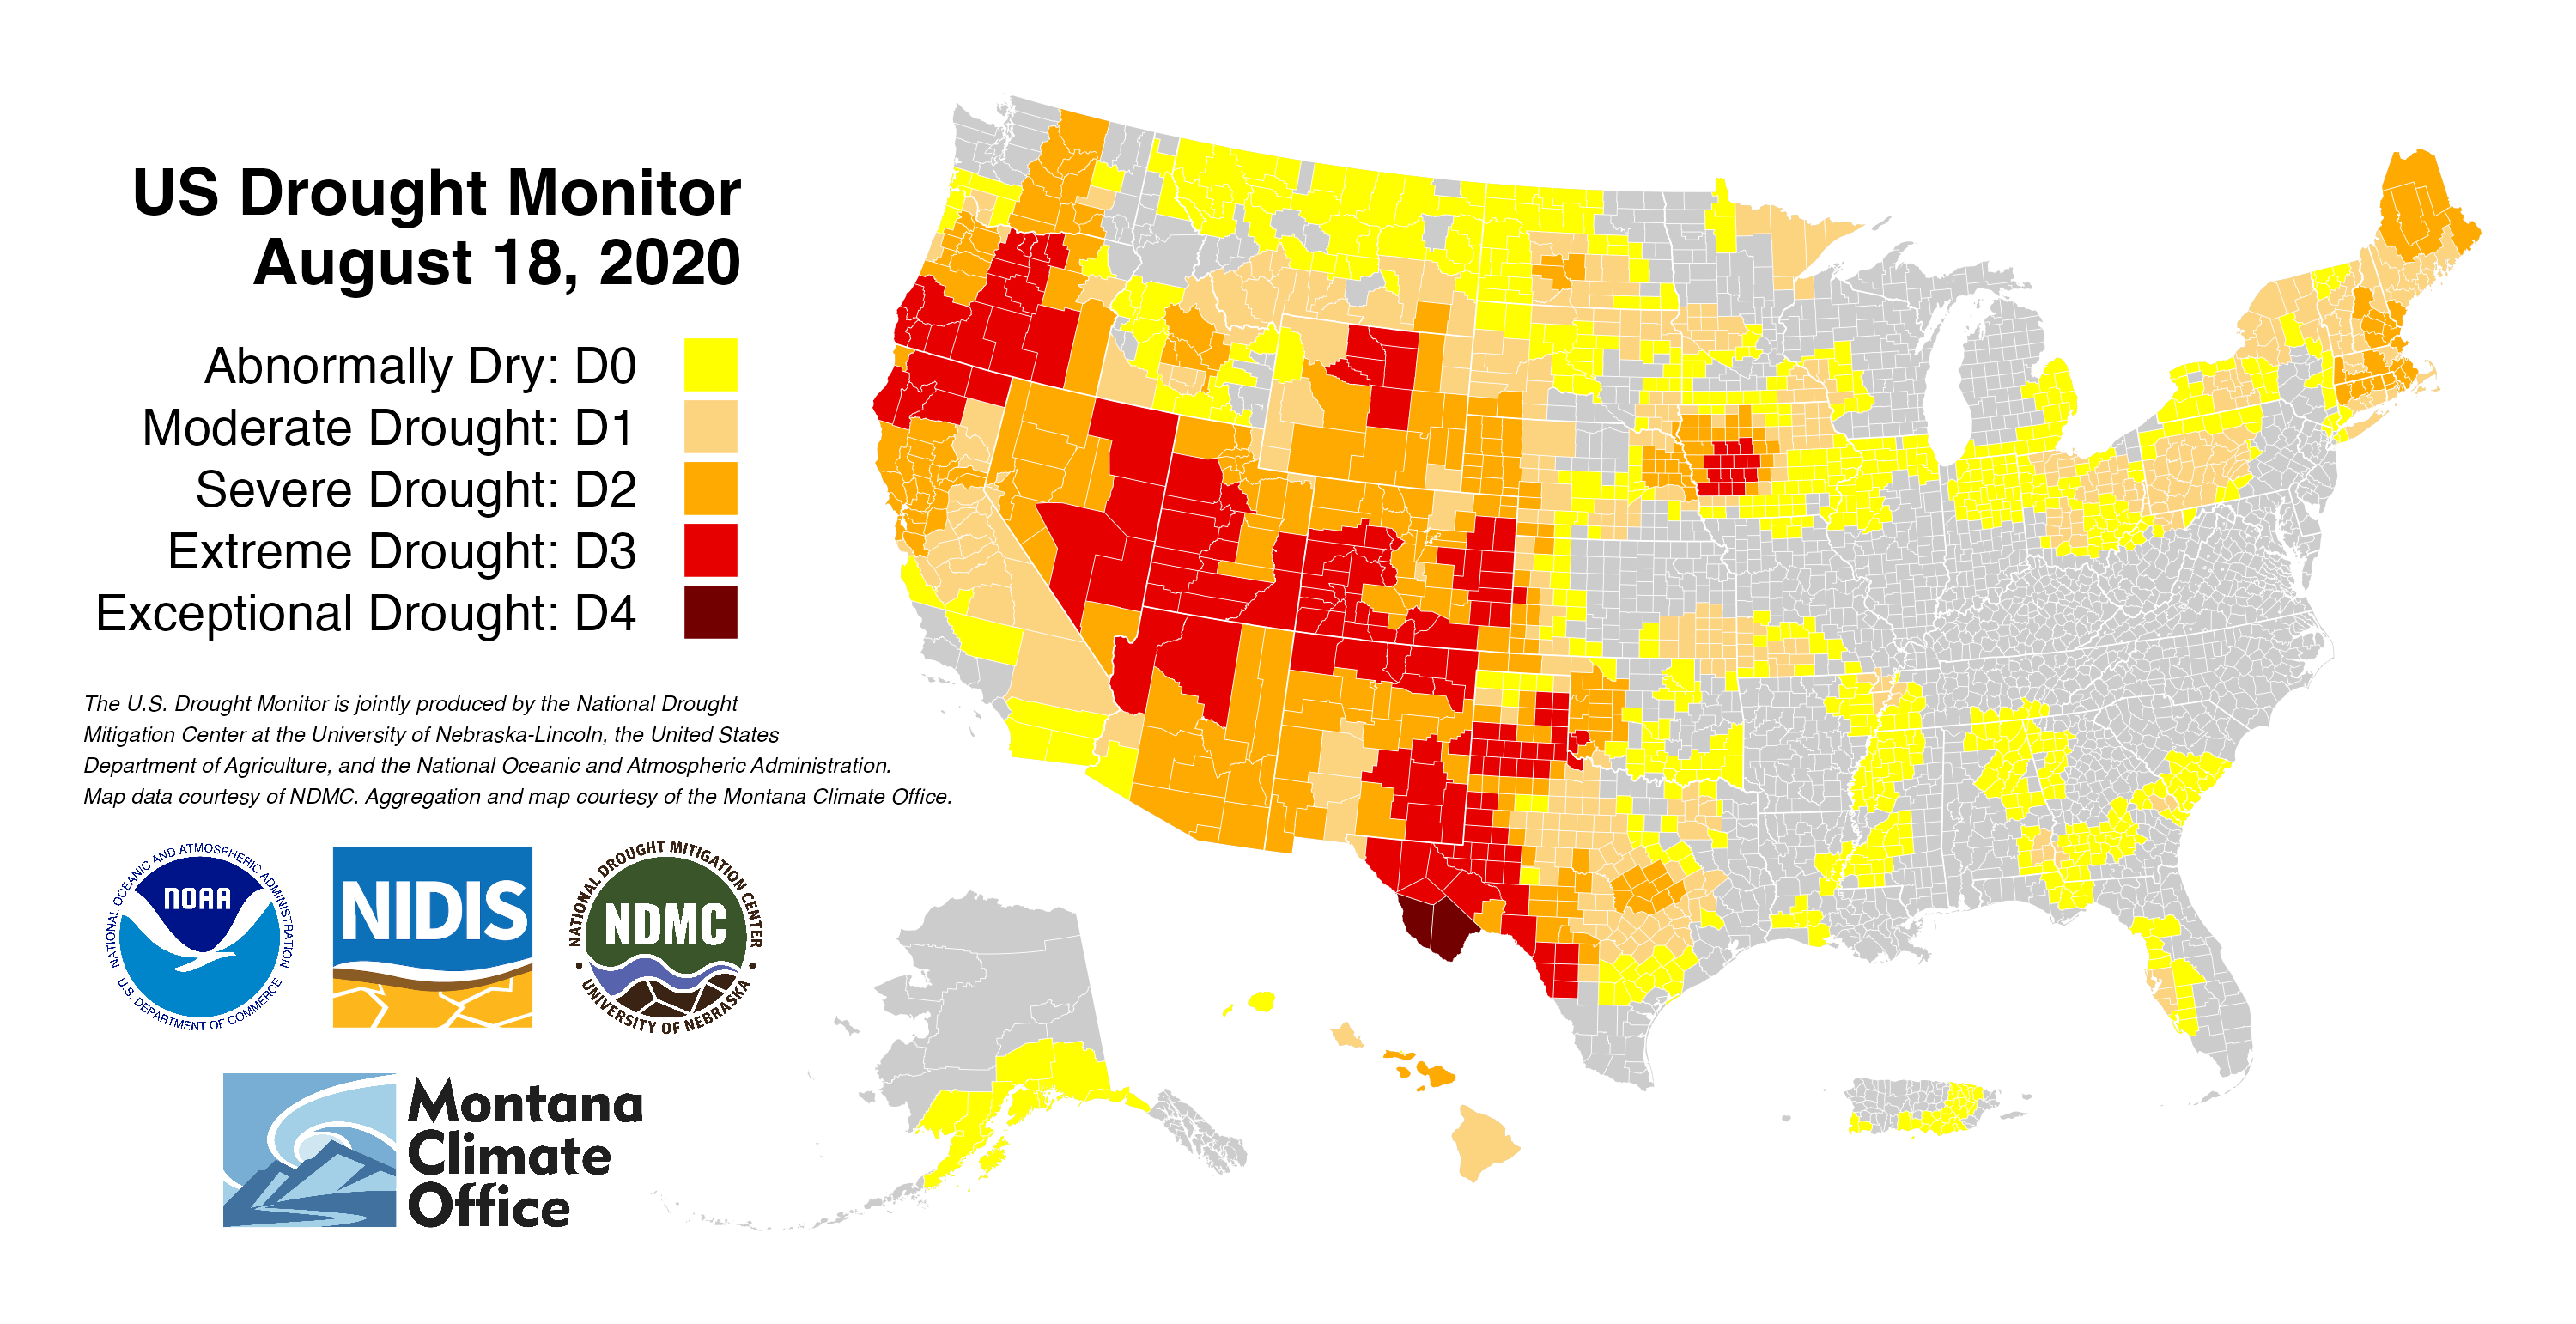 US Drought Monitor
August 18, 2020
Abnormally Dry: D0
Moderate Drought: D1
Severe Drought: D2
Extreme Drought: D3
Exceptional Drought: D4
The U.S. Drought Monitor is jointly produced by the National Drought
Mitigation Center at the University of Nebraska-Lincoln, the United States
Department of Agriculture, and the National Oceanic and Atmospheric Administration.
Map data courtesy of NDMC. Aggregation and map courtesy of the Montana Climate Office.
NATIONAL OCEANIC AND ATMOSPHERIC ADMINISTRATION
NOAA
U.S. DEPARTMENT OF COMMERCE
NIDIS
NATIONAL DROUGHT MITIGATION CENTER
NDMC
UNIVERSITY OF NEBRASKA
Montana
Climate
Office